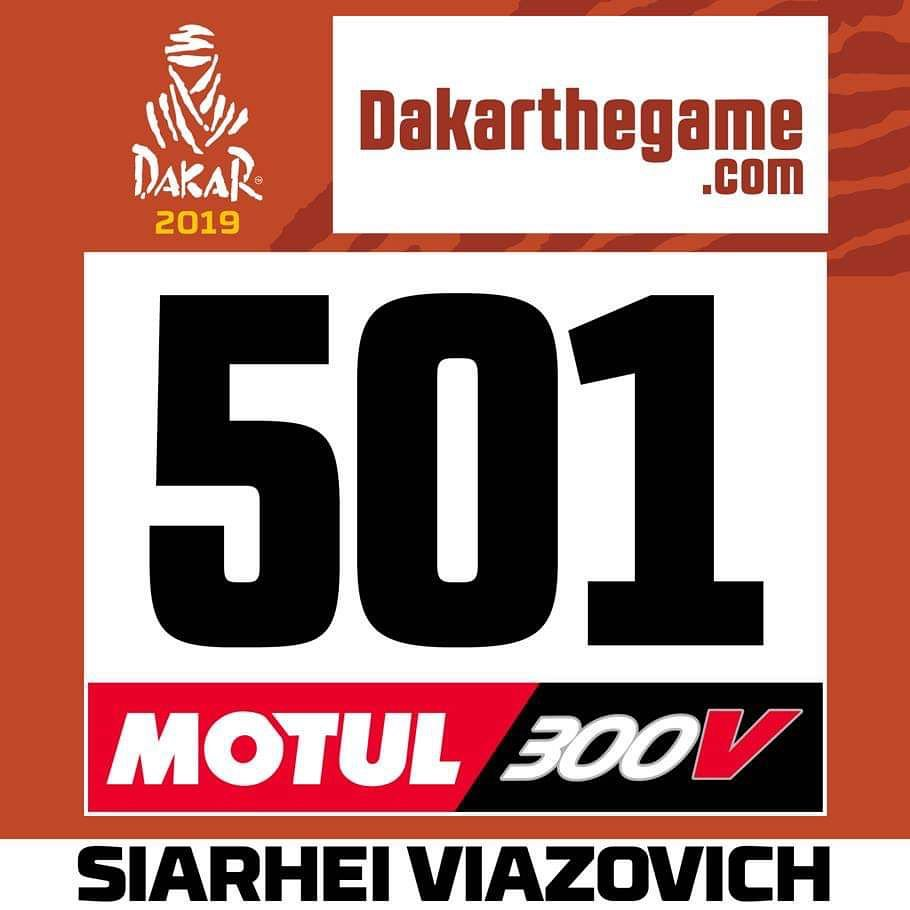 DAKAR
2019
Dakarthegame
.com
501
MOTUL 300V
SIARHEI VIAZOVICH